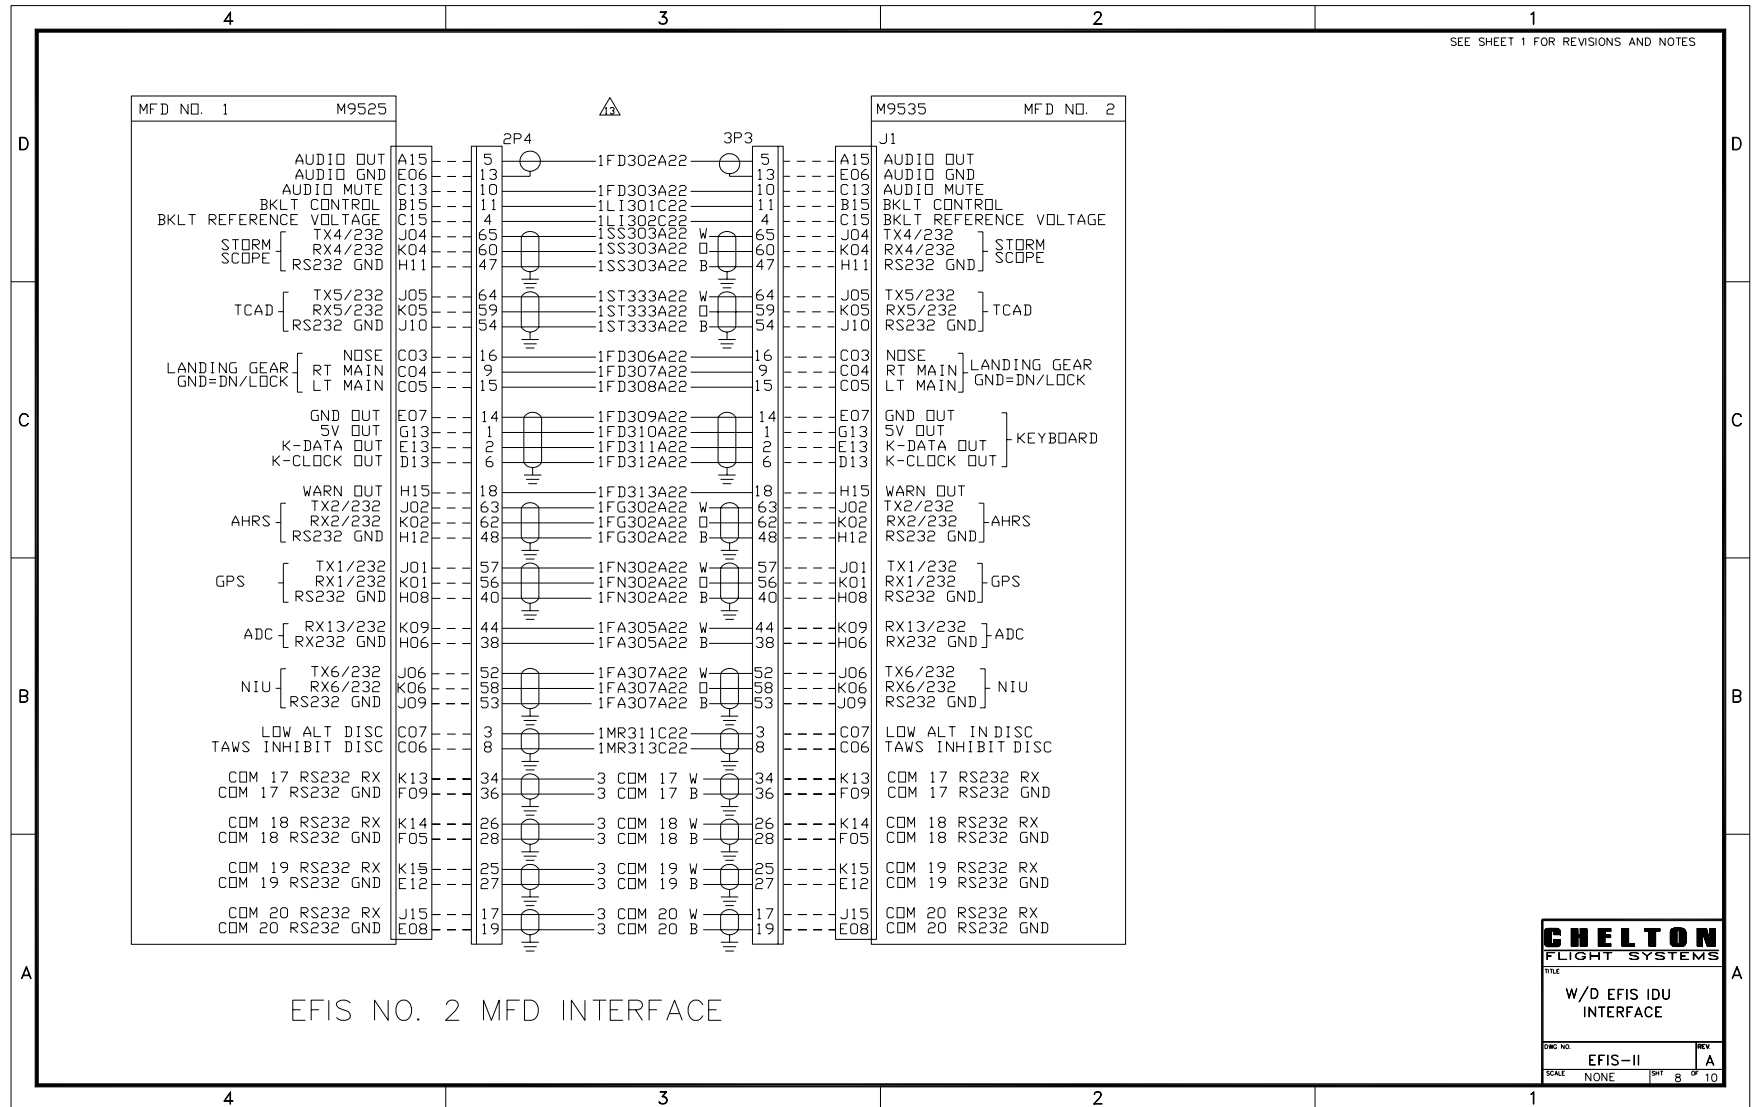 4 3 2 1
SEE SHEET 1 FOR REVISIONS AND NOTES
MFD NO. 1 M9525 13 M9535 MFD NO. 2
D D
2P4 3P3 J1
AUDIO OUT A15 5 1FD302A22 5 A15 AUDIO OUT
AUDIO GND E06 13 13 E06 AUDIO GND
AUDIO MUTE C13 10 1FD303A22 10 C13 AUDIO MUTE
BKLT CONTROL B15 11 1LI301C22 11 B15 BKLT CONTROL
BKLT REFERENCE VOLTAGE C15 4 1LI302C22 4 C15 BKLT REFERENCE VOLTAGE
TX4/232 J04 65 1SS303A22 W 65 J04 TX4/232
STORM SCOPE RX4/232 K04 60 1SS303A22 O 60 K04 RX4/232 STORM SCOPE
RS232 GND H11 47 1SS303A22 B 47 H11 RS232 GND
TX5/232 J05 64 1ST333A22 W 64 J05 TX5/232
TCAD RX5/232 K05 59 1ST333A22 O 59 K05 RX5/232 TCAD
RS232 GND J10 54 1ST333A22 B 54 J10 RS232 GND
NOSE C03 16 1FD306A22 16 C03 NOSE
LANDING GEAR GND=DN/LOCK RT MAIN C04 9 1FD307A22 9 C04 RT MAIN LANDING GEAR GND=DN/LOCK
LT MAIN C05 15 1FD308A22 15 C05 LT MAIN
C C
GND OUT E07 14 1FD309A22 14 E07 GND OUT
5V OUT G13 1 1FD310A22 1 G13 5V OUT
K-DATA OUT E13 2 1FD311A22 2 E13 K-DATA OUT KEYBOARD
K-CLOCK OUT D13 6 1FD312A22 6 D13 K-CLOCK OUT
WARN OUT H15 18 1FD313A22 18 H15 WARN OUT
TX2/232 J02 63 1FG302A22 W 63 J02 TX2/232
AHRS RX2/232 K02 62 1FG302A22 O 62 K02 RX2/232 AHRS
RS232 GND H12 48 1FG302A22 B 48 H12 RS232 GND
TX1/232 J01 57 1FN302A22 W 57 J01 TX1/232
GPS RX1/232 K01 56 1FN302A22 O 56 K01 RX1/232 GPS
RS232 GND H08 40 1FN302A22 B 40 H08 RS232 GND
ADC RX13/232 K09 44 1FA305A22 W 44 K09 RX13/232 ADC
RX232 GND H06 38 1FA305A22 B 38 H06 RX232 GND
TX6/232 J06 52 1FA307A22 W 52 J06 TX6/232
NIU RX6/232 K06 58 1FA307A22 O 58 K06 RX6/232 NIU
RS232 GND J09 53 1FA307A22 B 53 J09 RS232 GND
B B
LOW ALT DISC C07 3 1MR311C22 3 C07 LOW ALT IN DISC
TAWS INHIBIT DISC C06 8 1MR313C22 8 C06 TAWS INHIBIT DISC
COM 17 RS232 RX K13 34 3 COM 17 W 34 K13 COM 17 RS232 RX
COM 17 RS232 GND F09 36 3 COM 17 B 36 F09 COM 17 RS232 GND
COM 18 RS232 RX K14 26 3 COM 18 W 26 K14 COM 18 RS232 RX
COM 18 RS232 GND F05 28 3 COM 18 B 28 F05 COM 18 RS232 GND
COM 19 RS232 RX K15 25 3 COM 19 W 25 K15 COM 19 RS232 RX
COM 19 RS232 GND E12 27 3 COM 19 B 27 E12 COM 19 RS232 GND
COM 20 RS232 RX J15 17 3 COM 20 W 17 J15 COM 20 RS232 RX
COM 20 RS232 GND E08 19 3 COM 20 B 19 E08 COM 20 RS232 GND
A A
EFIS NO. 2 MFD INTERFACE
CHELTON
FLIGHT SYSTEMS
TITLE
W/D EFIS IDU
INTERFACE
DWG NO. REV.
EFIS-II A
SCALE NONE SHT 8 OF 10
4 3 2 1